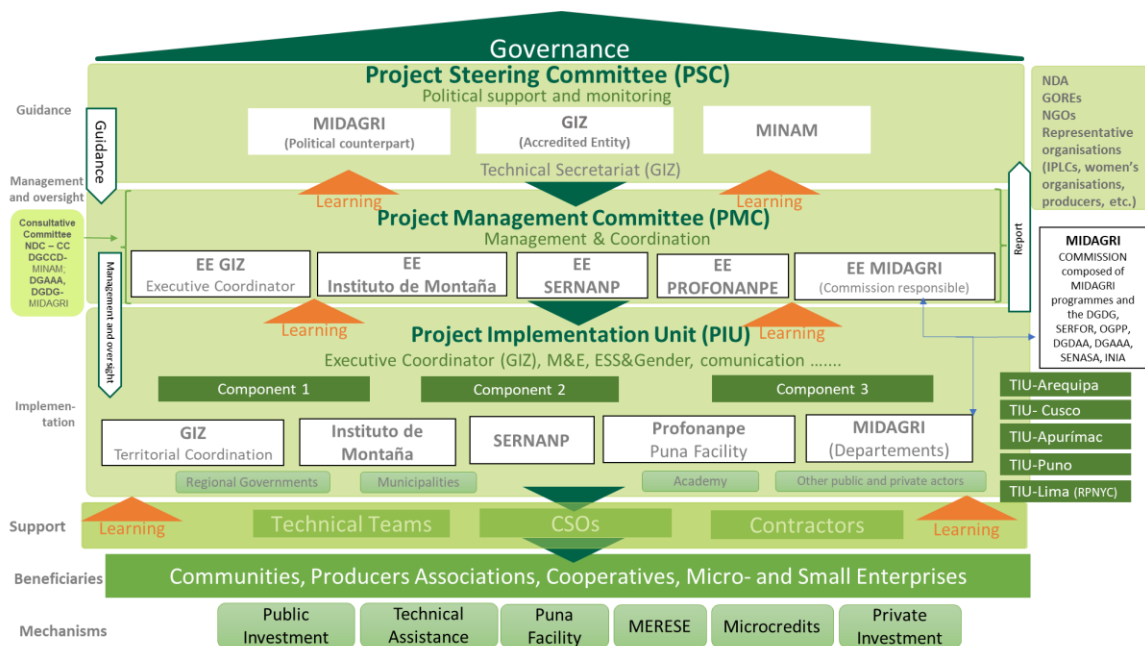 Governance
Project Steering Committee (PSC)
Political support and monitoring
Guidance
Guidance
MIDAGRI
(Political counterpart)
GIZ
(Accredited Entity)
MINAM
Technical Secretariat (GIZ)
NDA
GOREs
NGOs
Representative
organisations
(IPLCs, women's
organisations,
producers, etc.)
Management
and oversight
Learning
Learning
Project Management Committee (PMC)
Management & Coordination
Report
Consultative
Committee
NDC – CC
DGCCD-
MINAM;
DGAAA,
DGDG-
MIDAGRI
EE GIZ
Executive Coordinator
EE
Instituto de Montaña
EE
SERNANP
EE
PROFONANPE
EE MIDAGRI
(Commission responsible)
MIDAGRI
COMMISSION
composed of
MIDAGRI
programmes and
the DGDG,
SERFOR, OGPP,
DGDAA, DGAAA,
SENASA, INIA
Management and oversight
Learning
Learning
Project Implementation Unit (PIU)
Executive Coordinator (GIZ), M&E, ESS&Gender, comunication …....
Component 1
Component 2
Component 3
Implemen-
tation
GIZ
Territorial Coordination
Instituto de
Montaña
SERNANP
Profonanpe
Puna Facility
MIDAGRI
(Departements)
TIU-Arequipa
TIU- Cusco
TIU-Apurímac
TIU-Puno
TIU-Lima (RPNYC)
Regional Governments
Municipalities
Academy
Other public and private actors
Support
Learning
Technical Teams
CSOs
Contractors
Learning
Beneficiaries
Communities, Producers Associations, Cooperatives, Micro- and Small Enterprises
Mechanisms
Public
Investment
Technical
Assistance
Puna
Facility
MERESE
Microcredits
Private
Investment